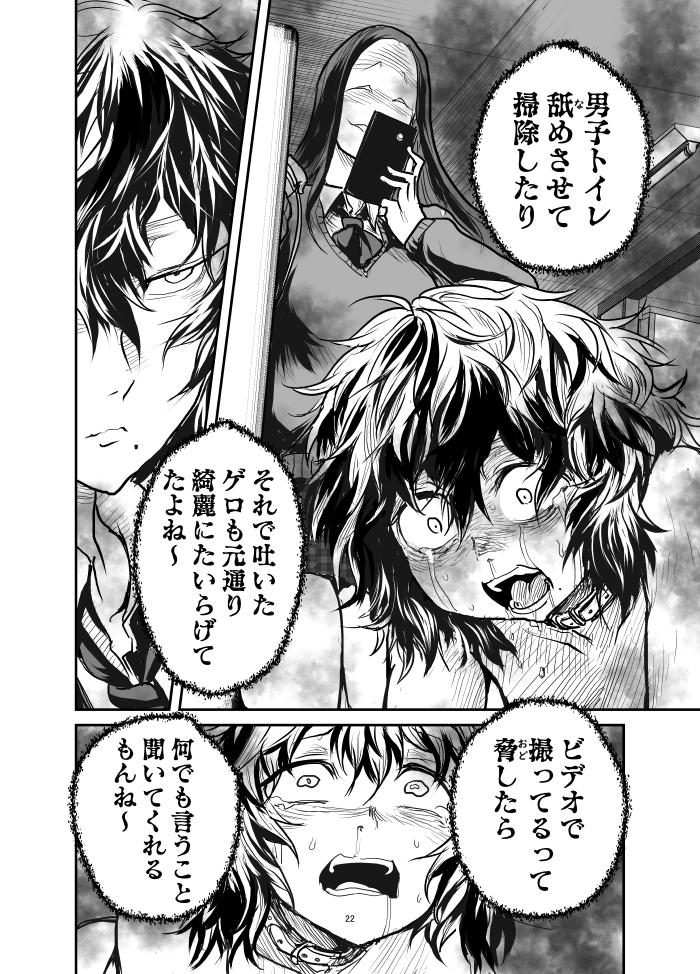 男子トイレ
舐めさせて
掃除したり
な
それで吐いた
ゲロも元通り
綺麗にたいらげて
たよね～
ビデオで
撮ってるって
脅したら
おど
何でも言うこと
聞いてくれる
もんね～
22